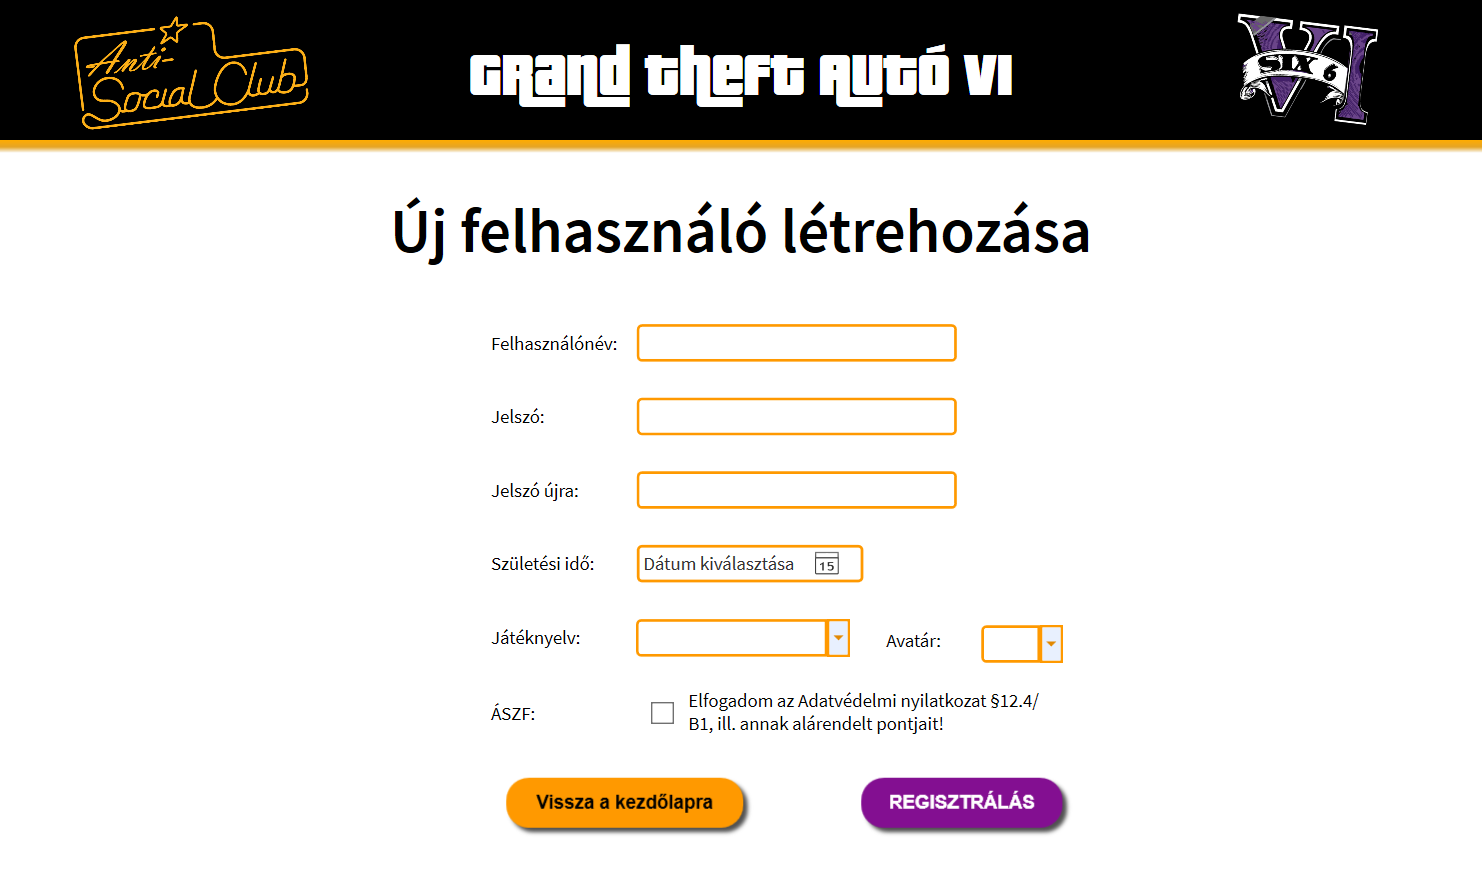 Anti-
Social Club
Grand theft Autó VI
VI
SIX 6
Új felhasználó létrehozása
Felhasználónév:
Jelszó:
Jelszó újra:
Születési idő:
Dátum kiválasztása
15
Játéknyelv:
Avatár:
ÁSZF:
Elfogadom az Adatvédelmi nyilatkozat §12.4/
B1, ill. annak alárendelt pontjait!
Vissza a kezdőlapra
REGISZTRÁLÁS